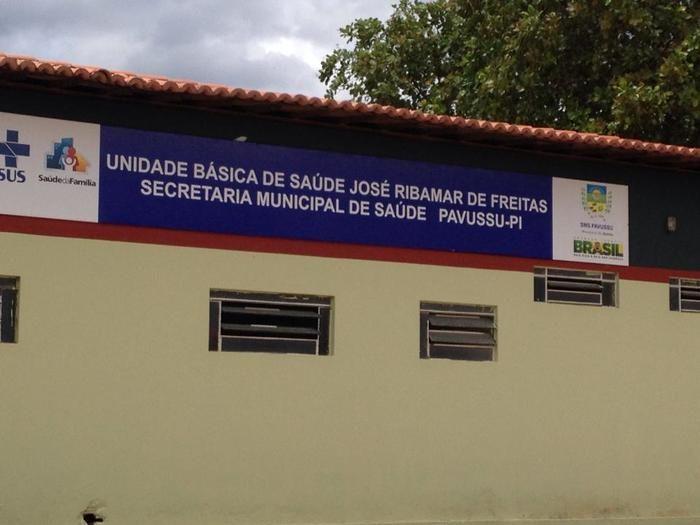 SUS
SaúdedaFamília
UNIDADE BÁSICA DE SAÚDE JOSÉ RIBAMAR DE FREITAS
SECRETARIA MUNICIPAL DE SAÚDE PAVUSSU-PI
SMS PAVUSSU
BRASIL